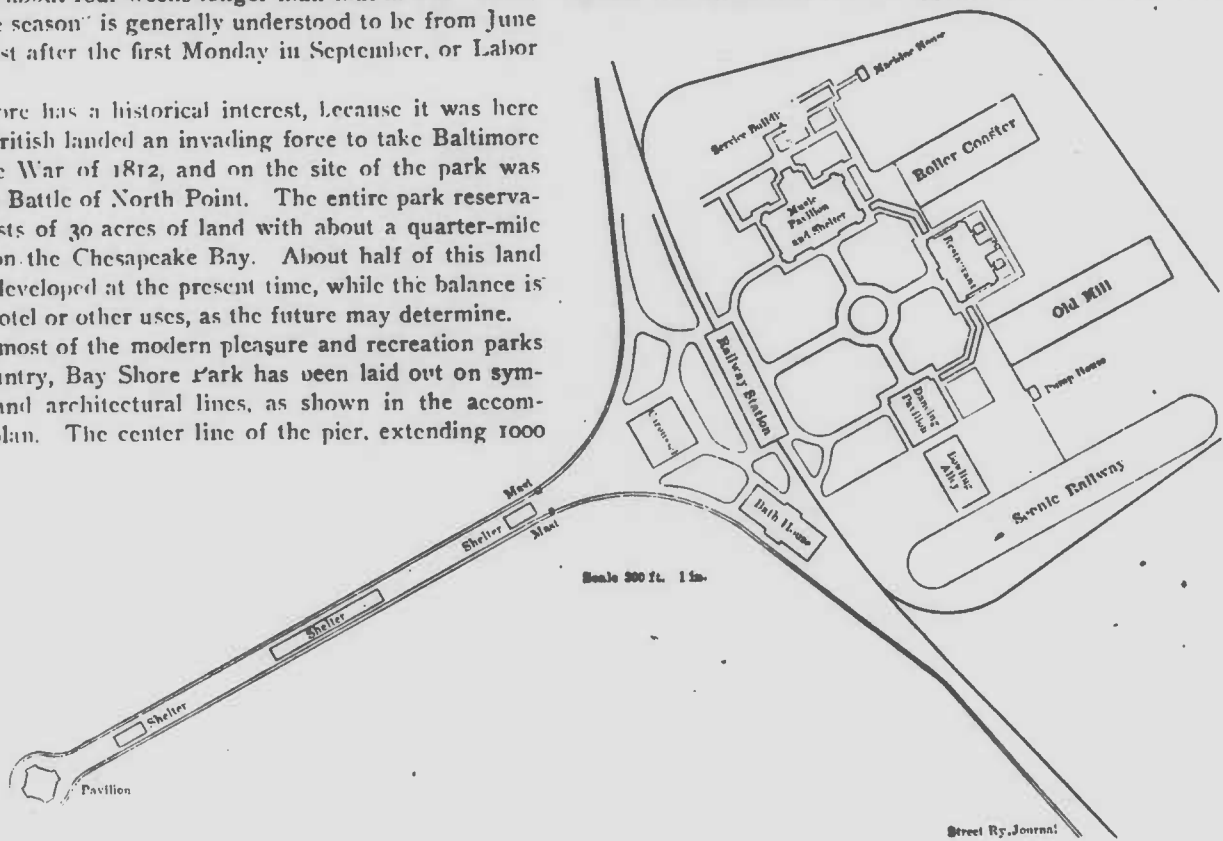 about four weeks longer than
e season" is generally understood to be from June
st after the first Monday in September, or Labor
ore has a historical interest, because it was here
ritish landed an invading force to take Baltimore
e War of 1812, and on the site of the park was
Battle of North Point. The entire park reserva-
sts of 30 acres of land with about a quarter-mile
on the Chesapeake Bay. About half of this land
developed at the present time, while the balance is
otel or other uses, as the future may determine.
most of the modern pleasure and recreation parks
untry, Bay Shore Park has been laid out on sym-
and architectural lines, as shown in the accom-
lan. The center line of the pier, extending 1000
Machine House
Service Buildi
Roller Coaster
Music
Pavilion
and Shelter
Restaurant
Old Mill
Pump House
Railway Station
Dancing
Pavilion
Bowling
Alley
Scenic Railway
Bath House
Mast
Shelter
Mast
Scale 300 ft. 1 in.
Shelter
Shelter
Pavilion
Street Ry. Journal